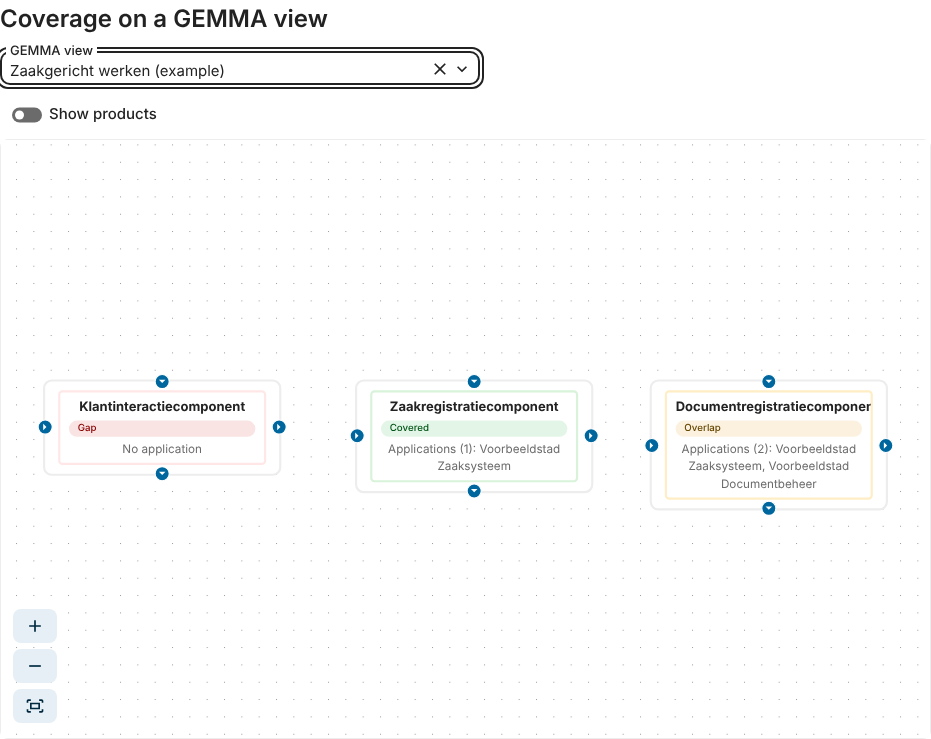 Coverage on a GEMMA view
GEMMA view
Zaakgericht werken (example)
Show products
Klantinteractiecomponent
Gap
No application
Zaakregistratiecomponent
Covered
Applications (1): Voorbeeldstad
Zaaksysteem
Documentregistratiecomponen
Overlap
Applications (2): Voorbeeldstad
Zaaksysteem, Voorbeeldstad
Documentbeheer